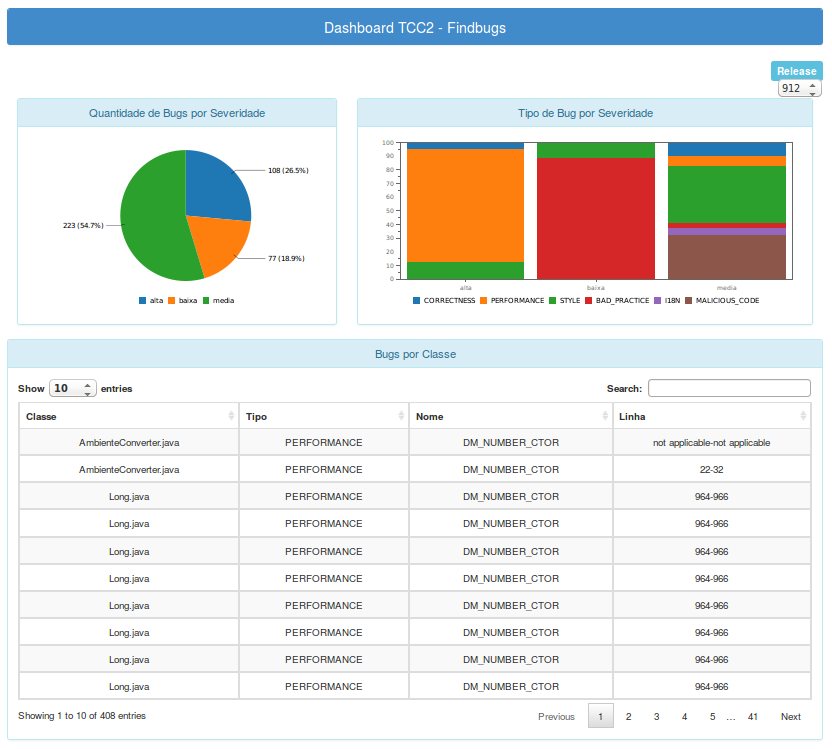 Dashboard TCC2 - Findbugs
Release
912
Quantidade de Bugs por Severidade
108 (26.5%)
223 (54.7%)
77 (18.9%)
alta baixa media
Tipo de Bug por Severidade
100
90
80
70
60
50
40
30
20
10
0
alta baixa media
CORRECTNESS PERFORMANCE STYLE BAD_PRACTICE I18N MALICIOUS_CODE
Bugs por Classe
Show 10 entries Search:
Classe Tipo Nome Linha
AmbienteConverter.java PERFORMANCE DM_NUMBER_CTOR not applicable-not applicable
AmbienteConverter.java PERFORMANCE DM_NUMBER_CTOR 22-32
Long.java PERFORMANCE DM_NUMBER_CTOR 964-966
Long.java PERFORMANCE DM_NUMBER_CTOR 964-966
Long.java PERFORMANCE DM_NUMBER_CTOR 964-966
Long.java PERFORMANCE DM_NUMBER_CTOR 964-966
Long.java PERFORMANCE DM_NUMBER_CTOR 964-966
Long.java PERFORMANCE DM_NUMBER_CTOR 964-966
Long.java PERFORMANCE DM_NUMBER_CTOR 964-966
Long.java PERFORMANCE DM_NUMBER_CTOR 964-966
Showing 1 to 10 of 408 entries Previous 1 2 3 4 5 ... 41 Next